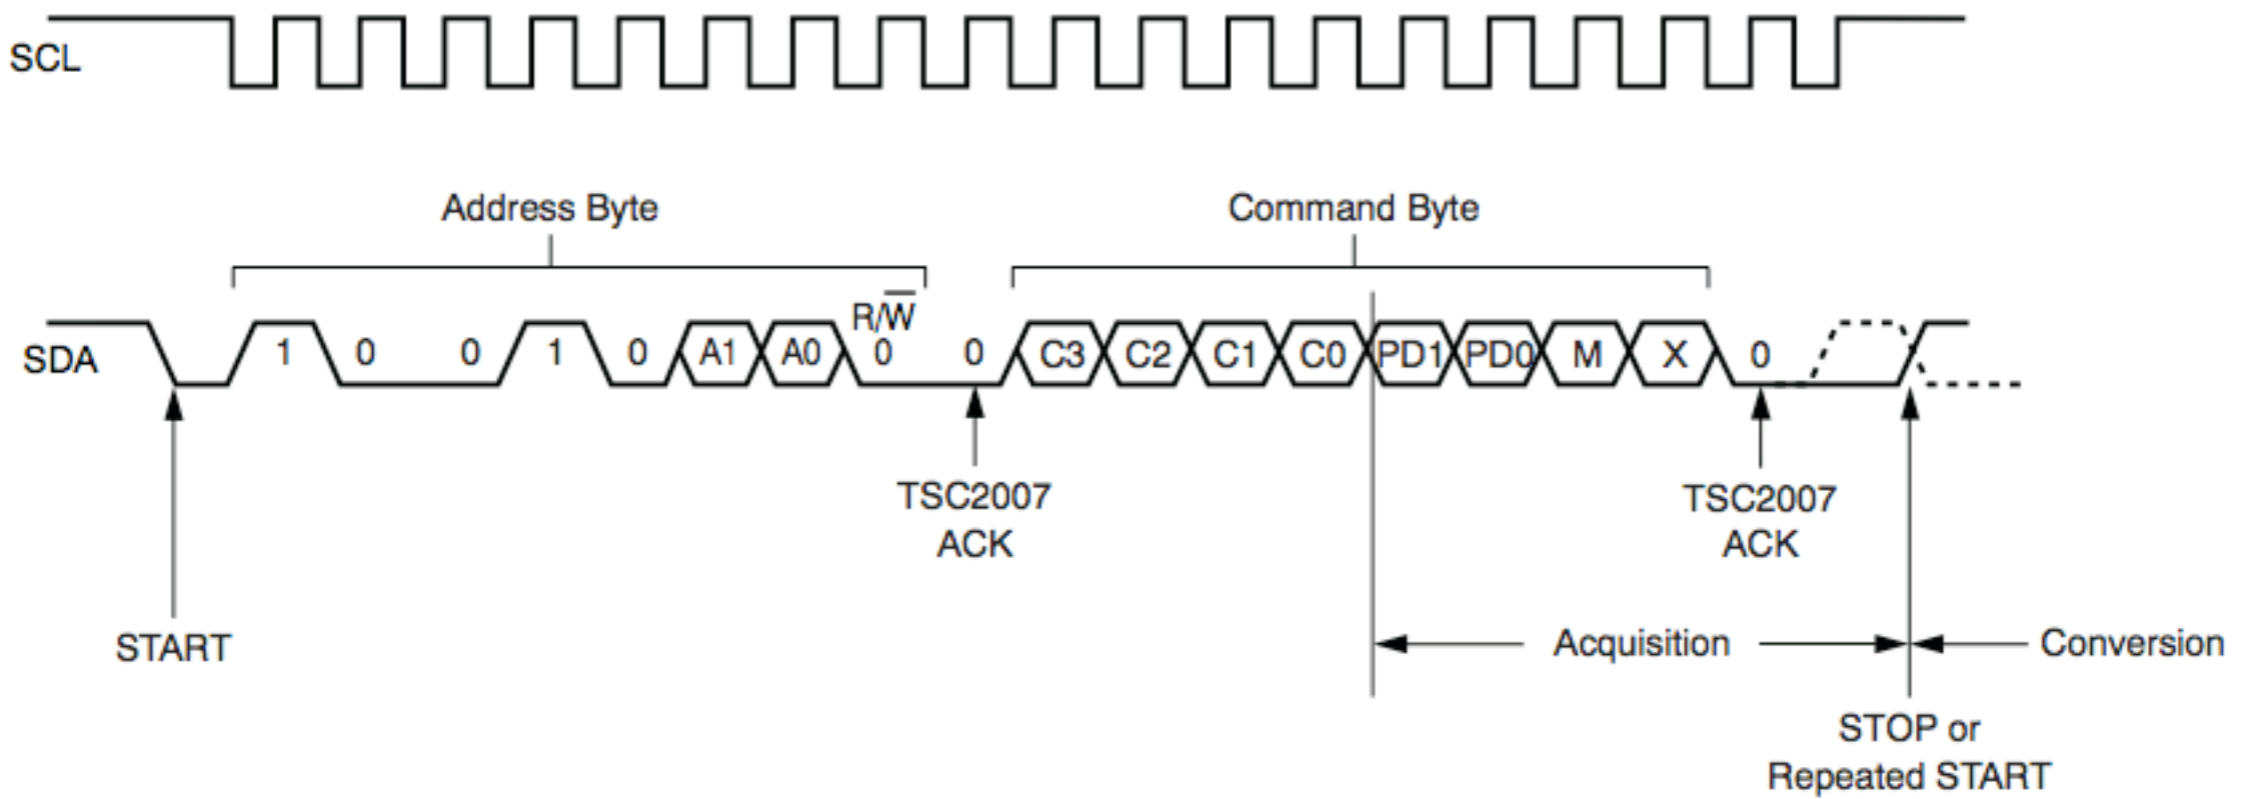 SCL
Address Byte
Command Byte
R/W
SDA
1 0 0 1 0 A1 A0 0 0 C3 C2 C1 C0 PD1 PD0 M X 0
TSC2007
ACK
TSC2007
ACK
START
Acquisition
Conversion
STOP or
Repeated START